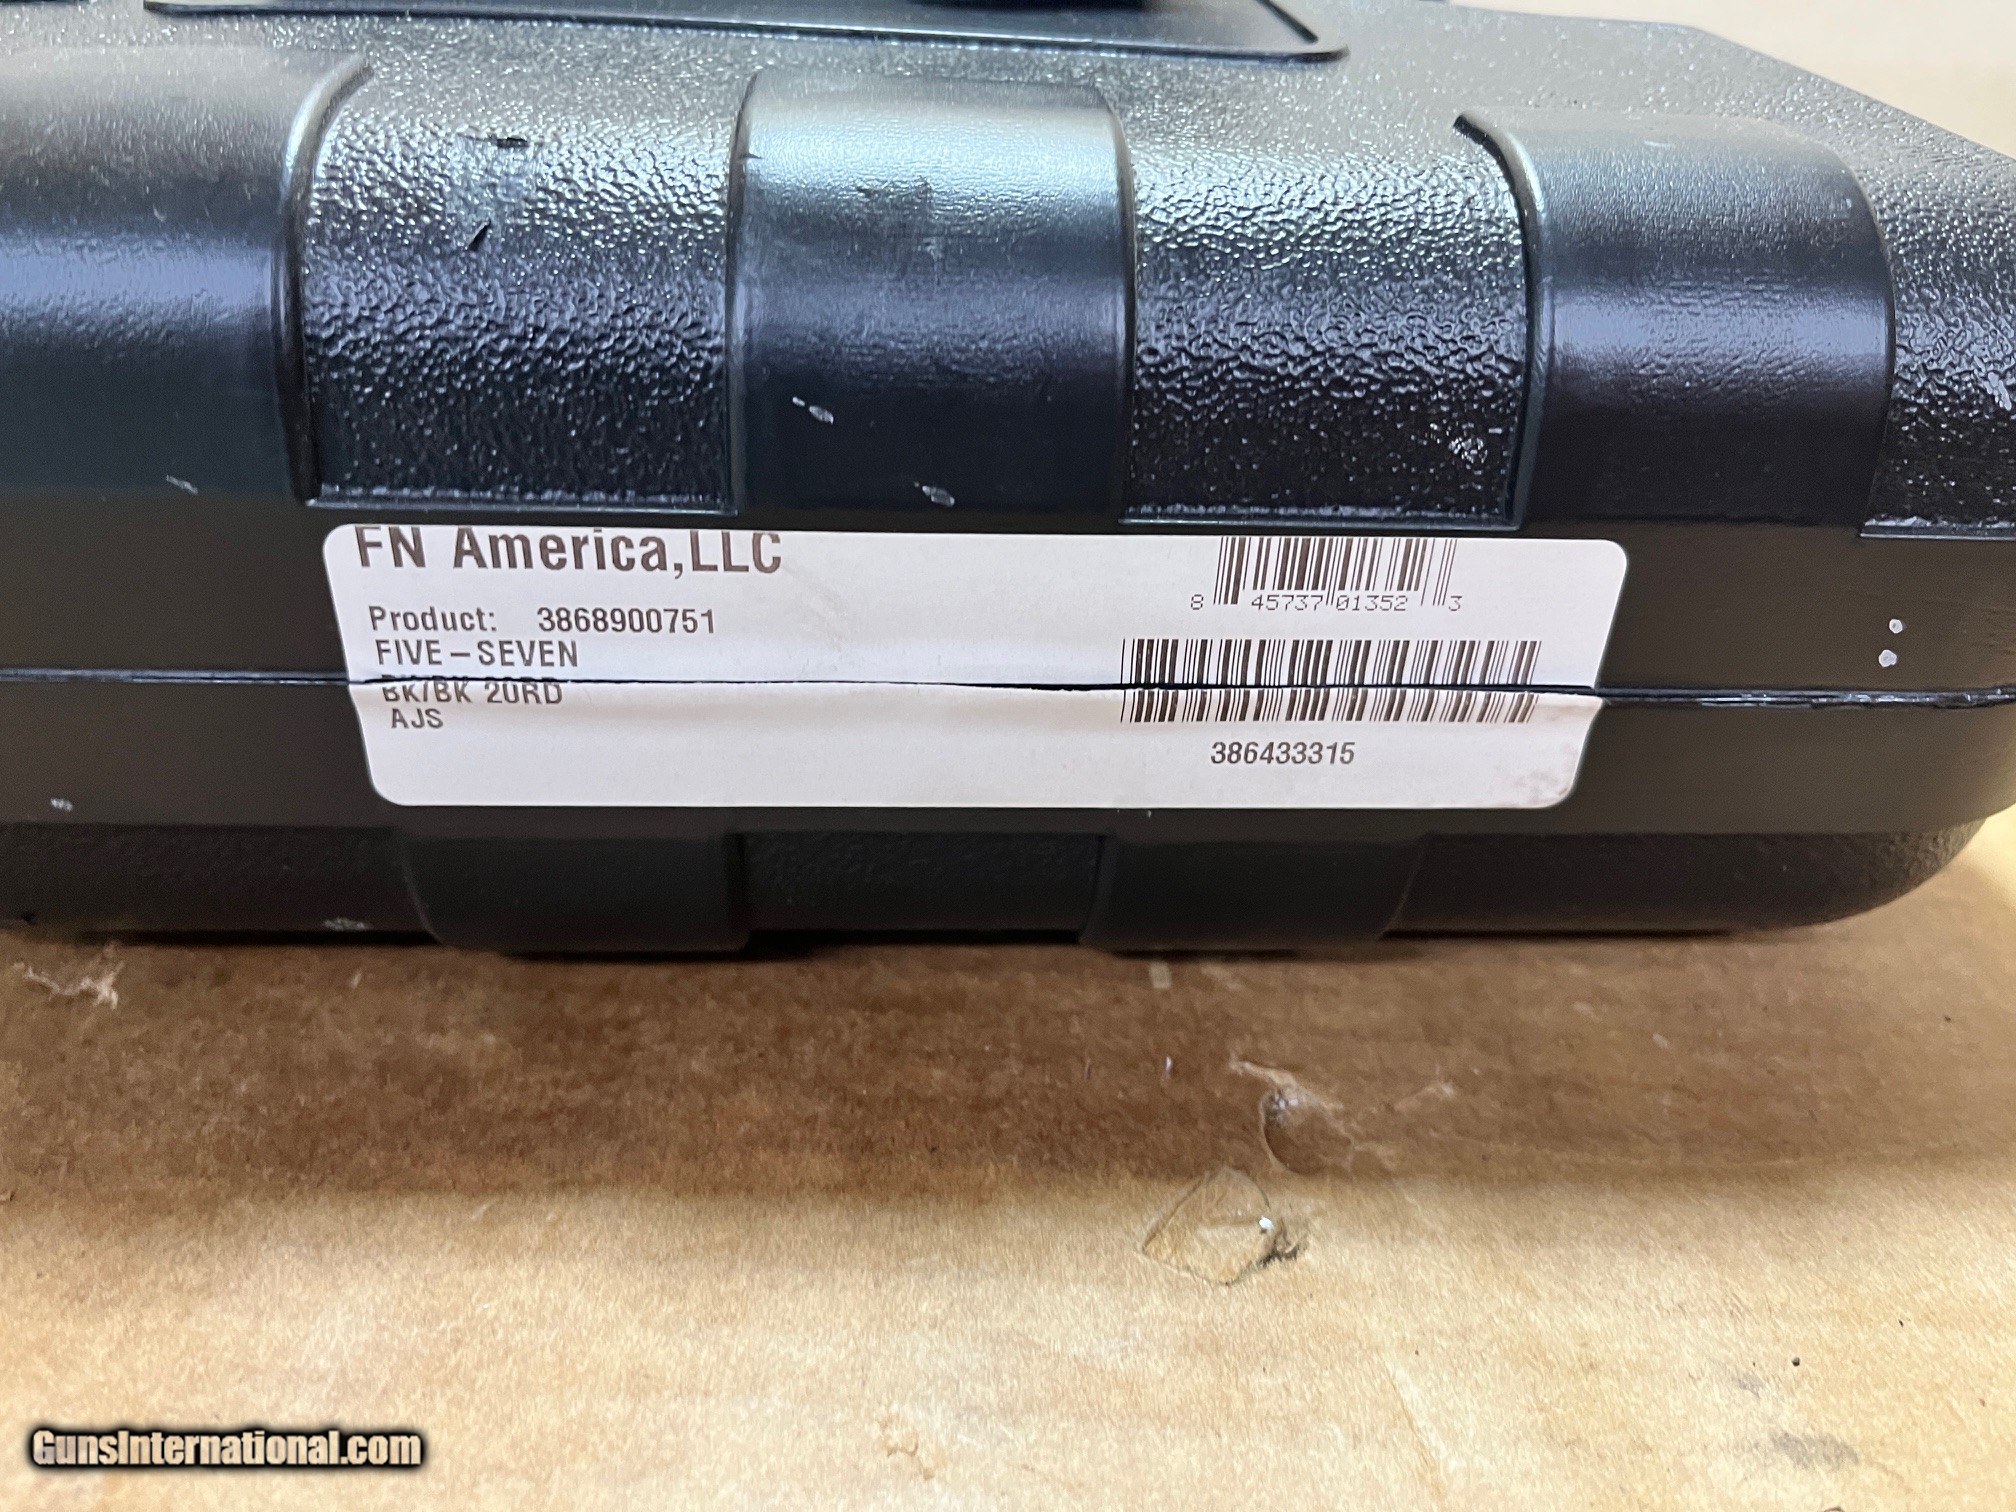 FN America,LLC
Product: 3868900751
FIVE-SEVEN
BK/BK 20RD
AJS
8 45737 01352 3
386433315
GunsInternational.com